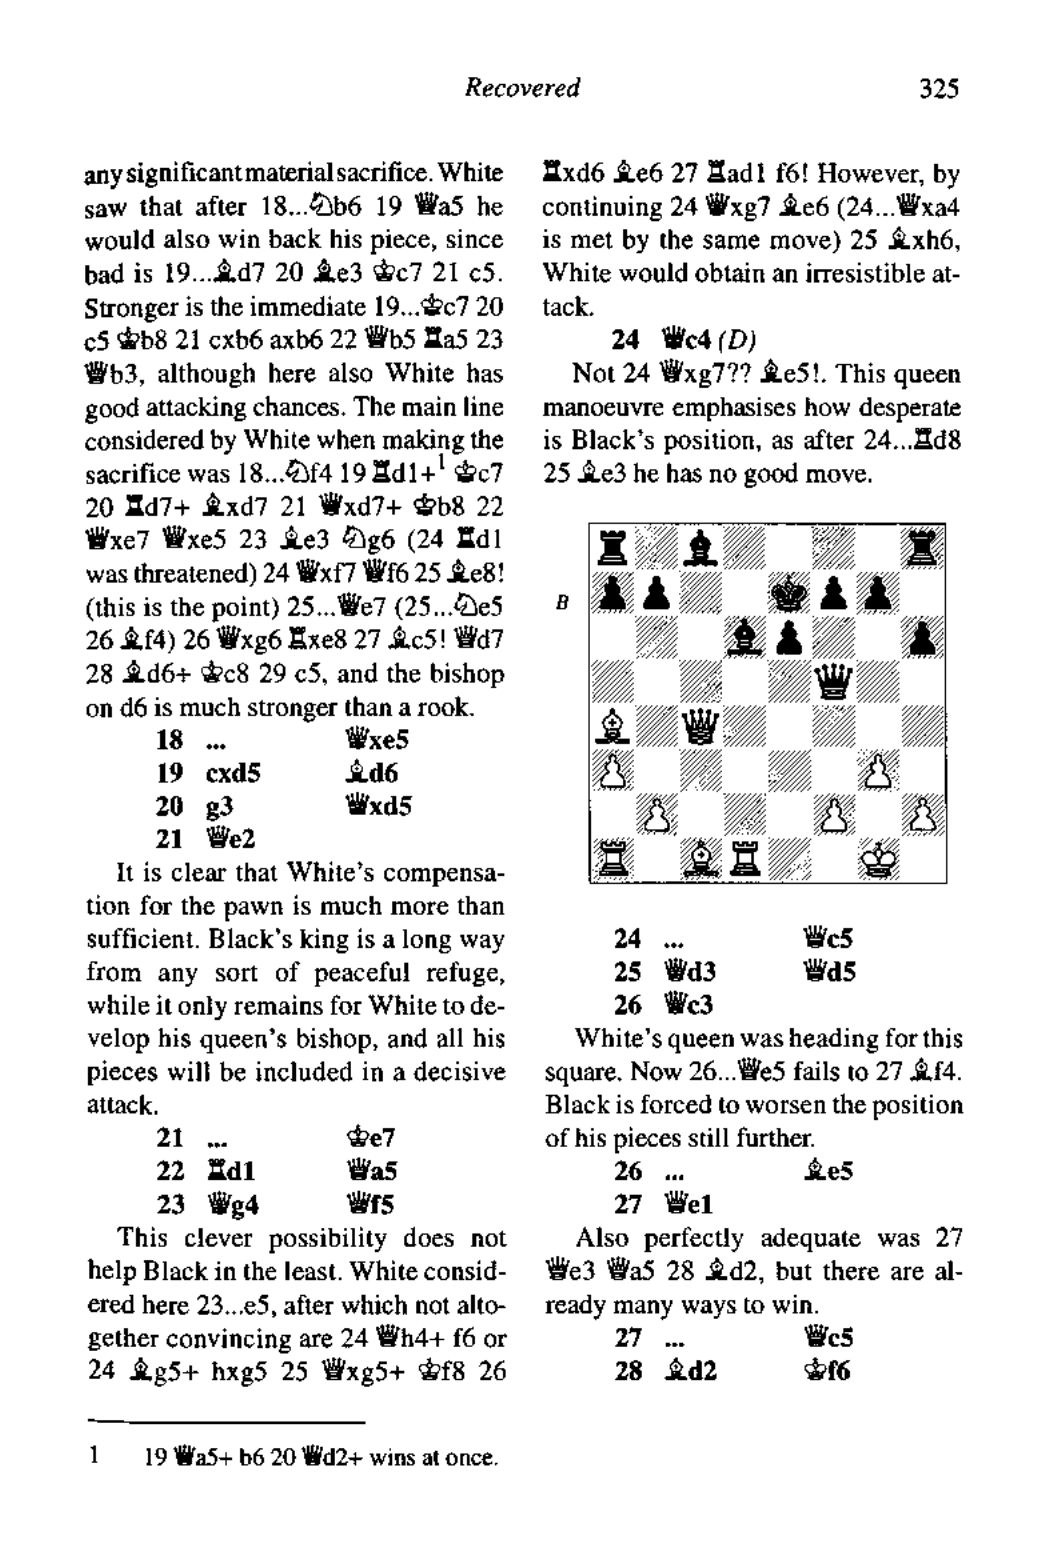 Recovered 325
any significant material sacrifice. White
saw that after 18...♘b6 19 ♕a5 he
would also win back his piece, since
bad is 19...♗d7 20 ♗e3 ♔c7 21 c5.
Stronger is the immediate 19...♔c7 20
c5 ♔b8 21 cxb6 axb6 22 ♕b5 ♖a5 23
♕b3, although here also White has
good attacking chances. The main line
considered by White when making the
sacrifice was 18...♘f4 19 ♖d1+¹ ♔c7
20 ♖d7+ ♗xd7 21 ♕xd7+ ♔b8 22
♕xe7 ♕xe5 23 ♗e3 ♘g6 (24 ♖d1
was threatened) 24 ♕xf7 ♕f6 25 ♗e8!
(this is the point) 25...♕e7 (25...♘e5
26 ♗f4) 26 ♕xg6 ♖xe8 27 ♗c5! ♕d7
28 ♗d6+ ♔c8 29 c5, and the bishop
on d6 is much stronger than a rook.
18 ... ♕xe5
19 cxd5 ♗d6
20 g3 ♕xd5
21 ♕e2
It is clear that White's compensa-
tion for the pawn is much more than
sufficient. Black's king is a long way
from any sort of peaceful refuge,
while it only remains for White to de-
velop his queen's bishop, and all his
pieces will be included in a decisive
attack.
21 ... ♔e7
22 ♖d1 ♕a5
23 ♕g4 ♕f5
This clever possibility does not
help Black in the least. White consid-
ered here 23...e5, after which not alto-
gether convincing are 24 ♕h4+ f6 or
24 ♗g5+ hxg5 25 ♕xg5+ ♔f8 26
1 19 ♕a5+ b6 20 ♕d2+ wins at once.
♖xd6 ♗e6 27 ♖ad1 f6! However, by
continuing 24 ♕xg7 ♗e6 (24...♕xa4
is met by the same move) 25 ♗xh6,
White would obtain an irresistible at-
tack.
24 ♕c4 (D)
Not 24 ♕xg7?? ♗e5!. This queen
manoeuvre emphasises how desperate
is Black's position, as after 24...♖d8
25 ♗e3 he has no good move.
B
24 ... ♕c5
25 ♕d3 ♕d5
26 ♕c3
White's queen was heading for this
square. Now 26...♕e5 fails to 27 ♗f4.
Black is forced to worsen the position
of his pieces still further.
26 ... ♗e5
27 ♕e1
Also perfectly adequate was 27
♕e3 ♕a5 28 ♗d2, but there are al-
ready many ways to win.
27 ... ♕c5
28 ♗d2 ♔f6